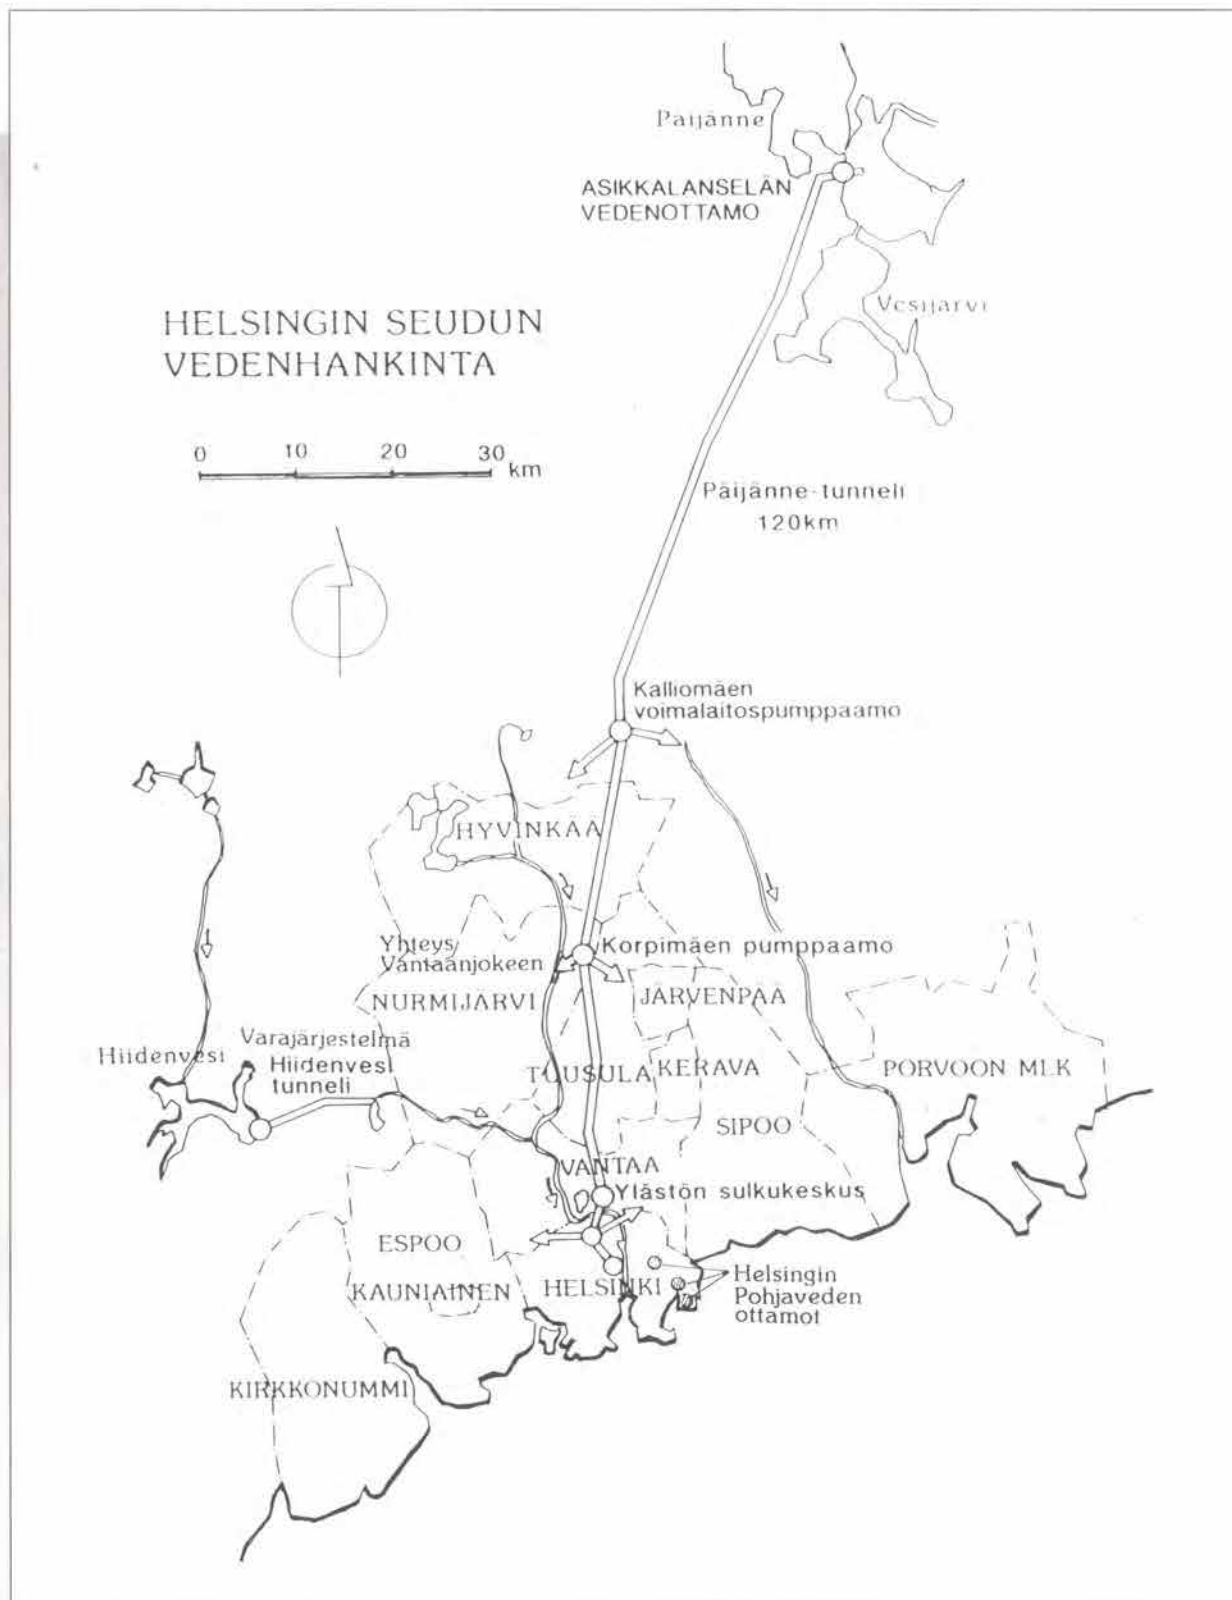 Päijänne
ASIKKALANSELÄN
VEDENOTTAMO
HELSINGIN SEUDUN
VEDENHANKINTA
Vesijärvi
0 10 20 30 km
Päijänne-tunneli
120km
Kalliomäen
voimalaitospumppaamo
HYVINKÄÄ
Yhteys
Vantaanjokeen
Korpimäen pumppaamo
NURMIJÄRVI
JÄRVENPÄÄ
Varajärjestelmä
Hiidenvesi
Hiidenvesi
tunneli
TUUSULA
KERAVA
PORVOON MLK
SIPOO
VANTAA
Ylästön sulkukeskus
ESPOO
KAUNIAINEN
HELSINKI
Helsingin
Pohjaveden
ottamot
KIRKKONUMMI